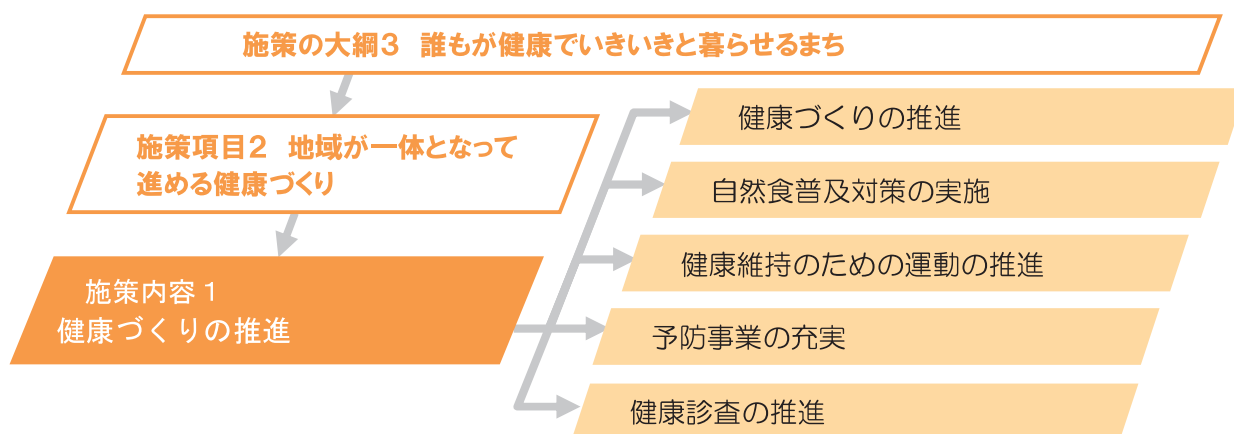 施策の大綱3 誰もが健康でいきいきと暮らせるまち
施策項目2 地域が一体となって
進める健康づくり
施策内容1
健康づくりの推進
健康づくりの推進
自然食普及対策の実施
健康維持のための運動の推進
予防事業の充実
健康診査の推進